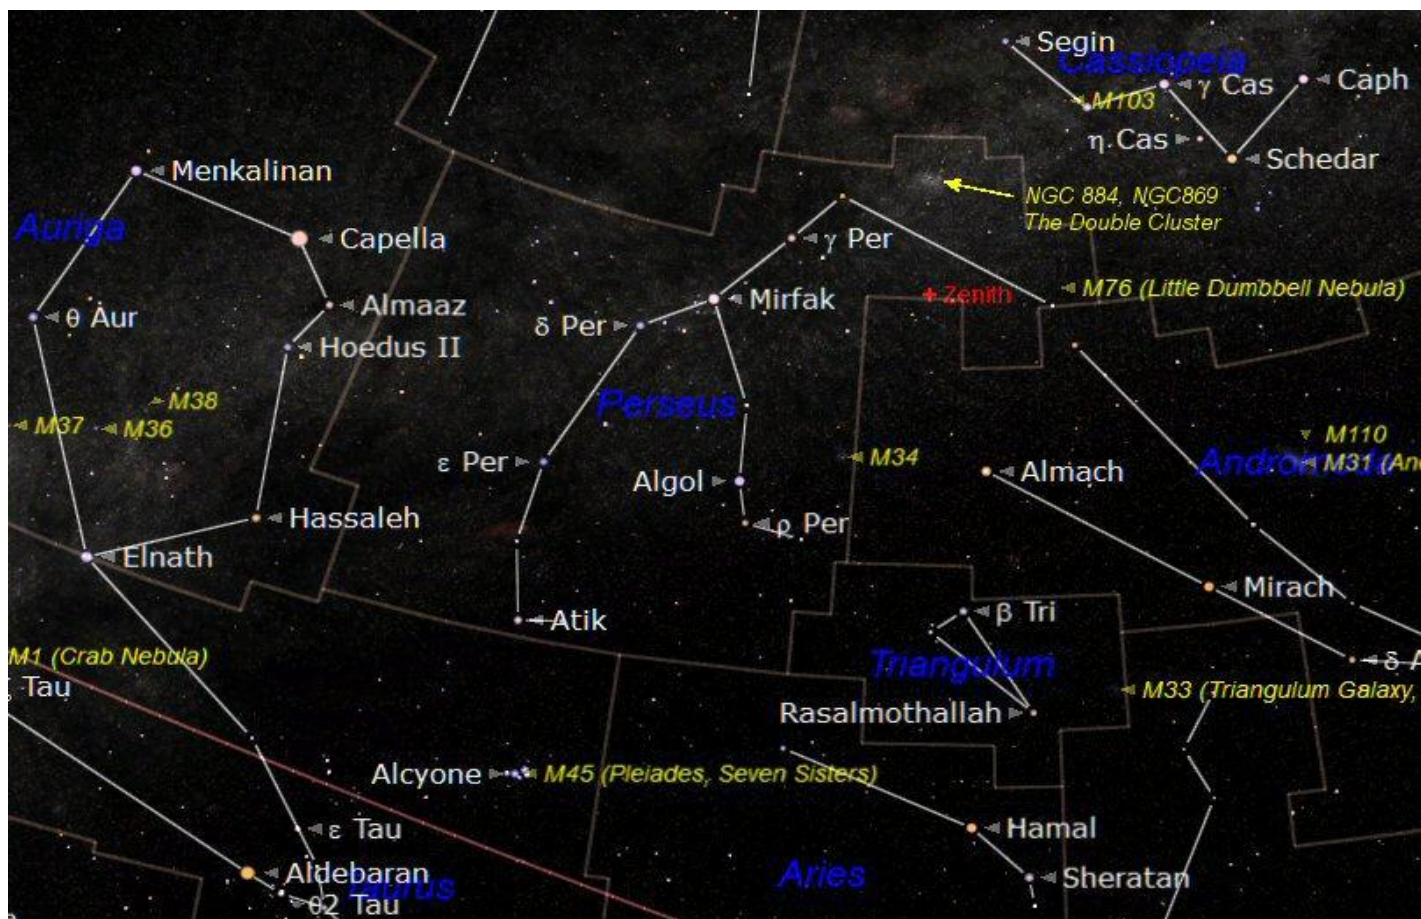 Segin
Cassiopeia
γ Cas
Caph
M103
η Cas
Schedar
Menkalinan
NGC 884, NGC869
The Double Cluster
Auriga
Capella
γ Per
M76 (Little Dumbbell Nebula)
Zenith
Almaaz
Mirfak
θ Aur
δ Per
Hoedus II
M38
Perseus
M37
M36
M110
ε Per
M34
Andromeda
M31 (And
Algol
Almach
Hassaleh
ρ Per
Elnath
Mirach
β Tri
Atik
M1 (Crab Nebula)
Triangulum
δ A
ζ Tau
M33 (Triangulum Galaxy,
Rasalmothallah
Alcyone
M45 (Pleiades, Seven Sisters)
ε Tau
Hamal
Aldebaran
Taurus
Aries
Sheratan
θ2 Tau